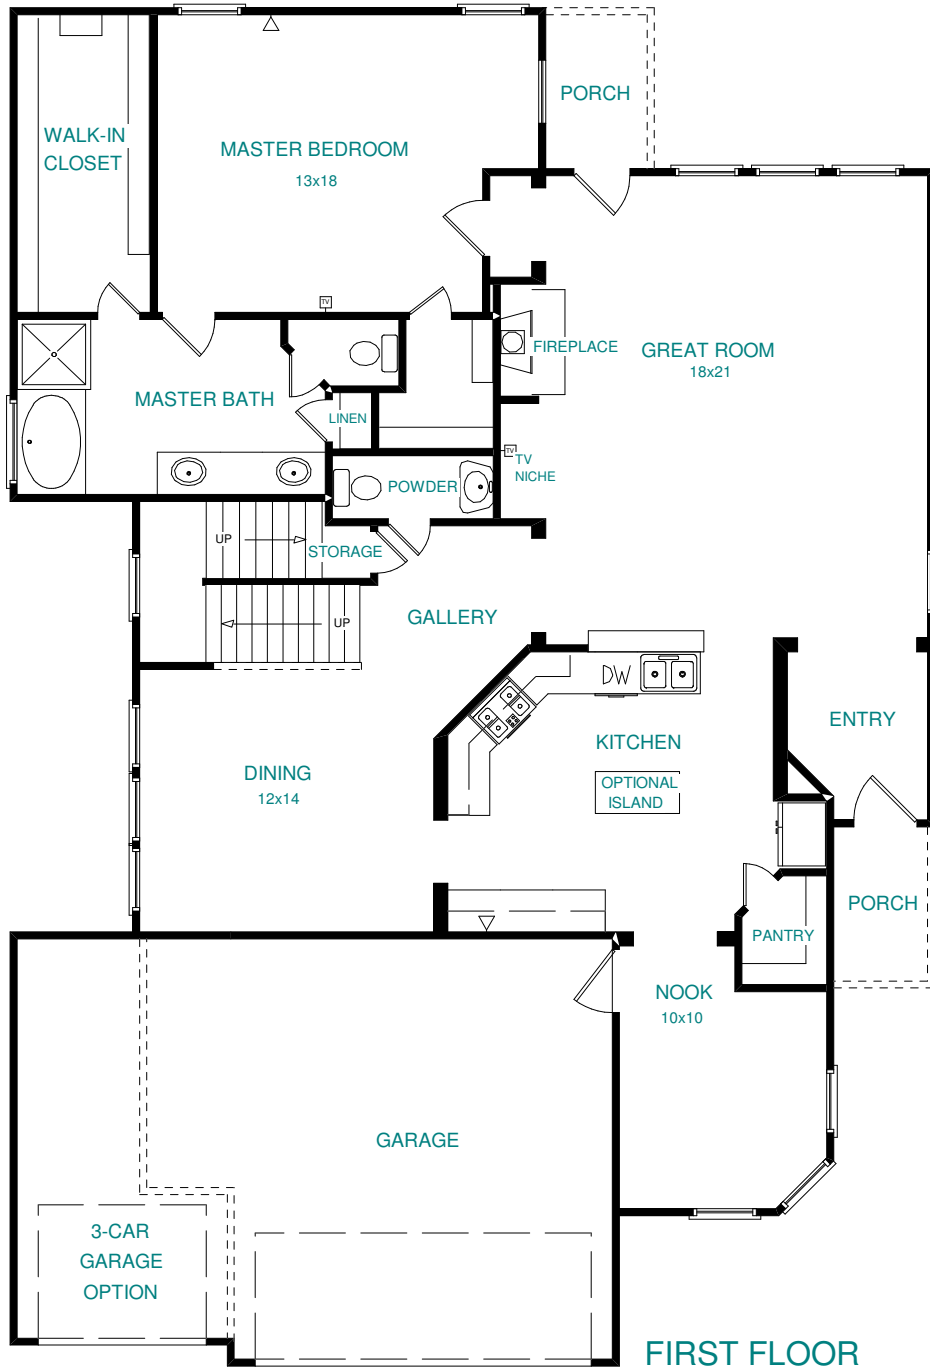 PORCH
WALK-IN
CLOSET
MASTER BEDROOM
13x18
TV
FIREPLACE
GREAT ROOM
18x21
MASTER BATH
LINEN
TV
TV
NICHE
POWDER
UP
STORAGE
GALLERY
UP
DW
ENTRY
KITCHEN
DINING
12x14
OPTIONAL
ISLAND
PORCH
PANTRY
NOOK
10x10
GARAGE
3-CAR
GARAGE
OPTION
FIRST FLOOR